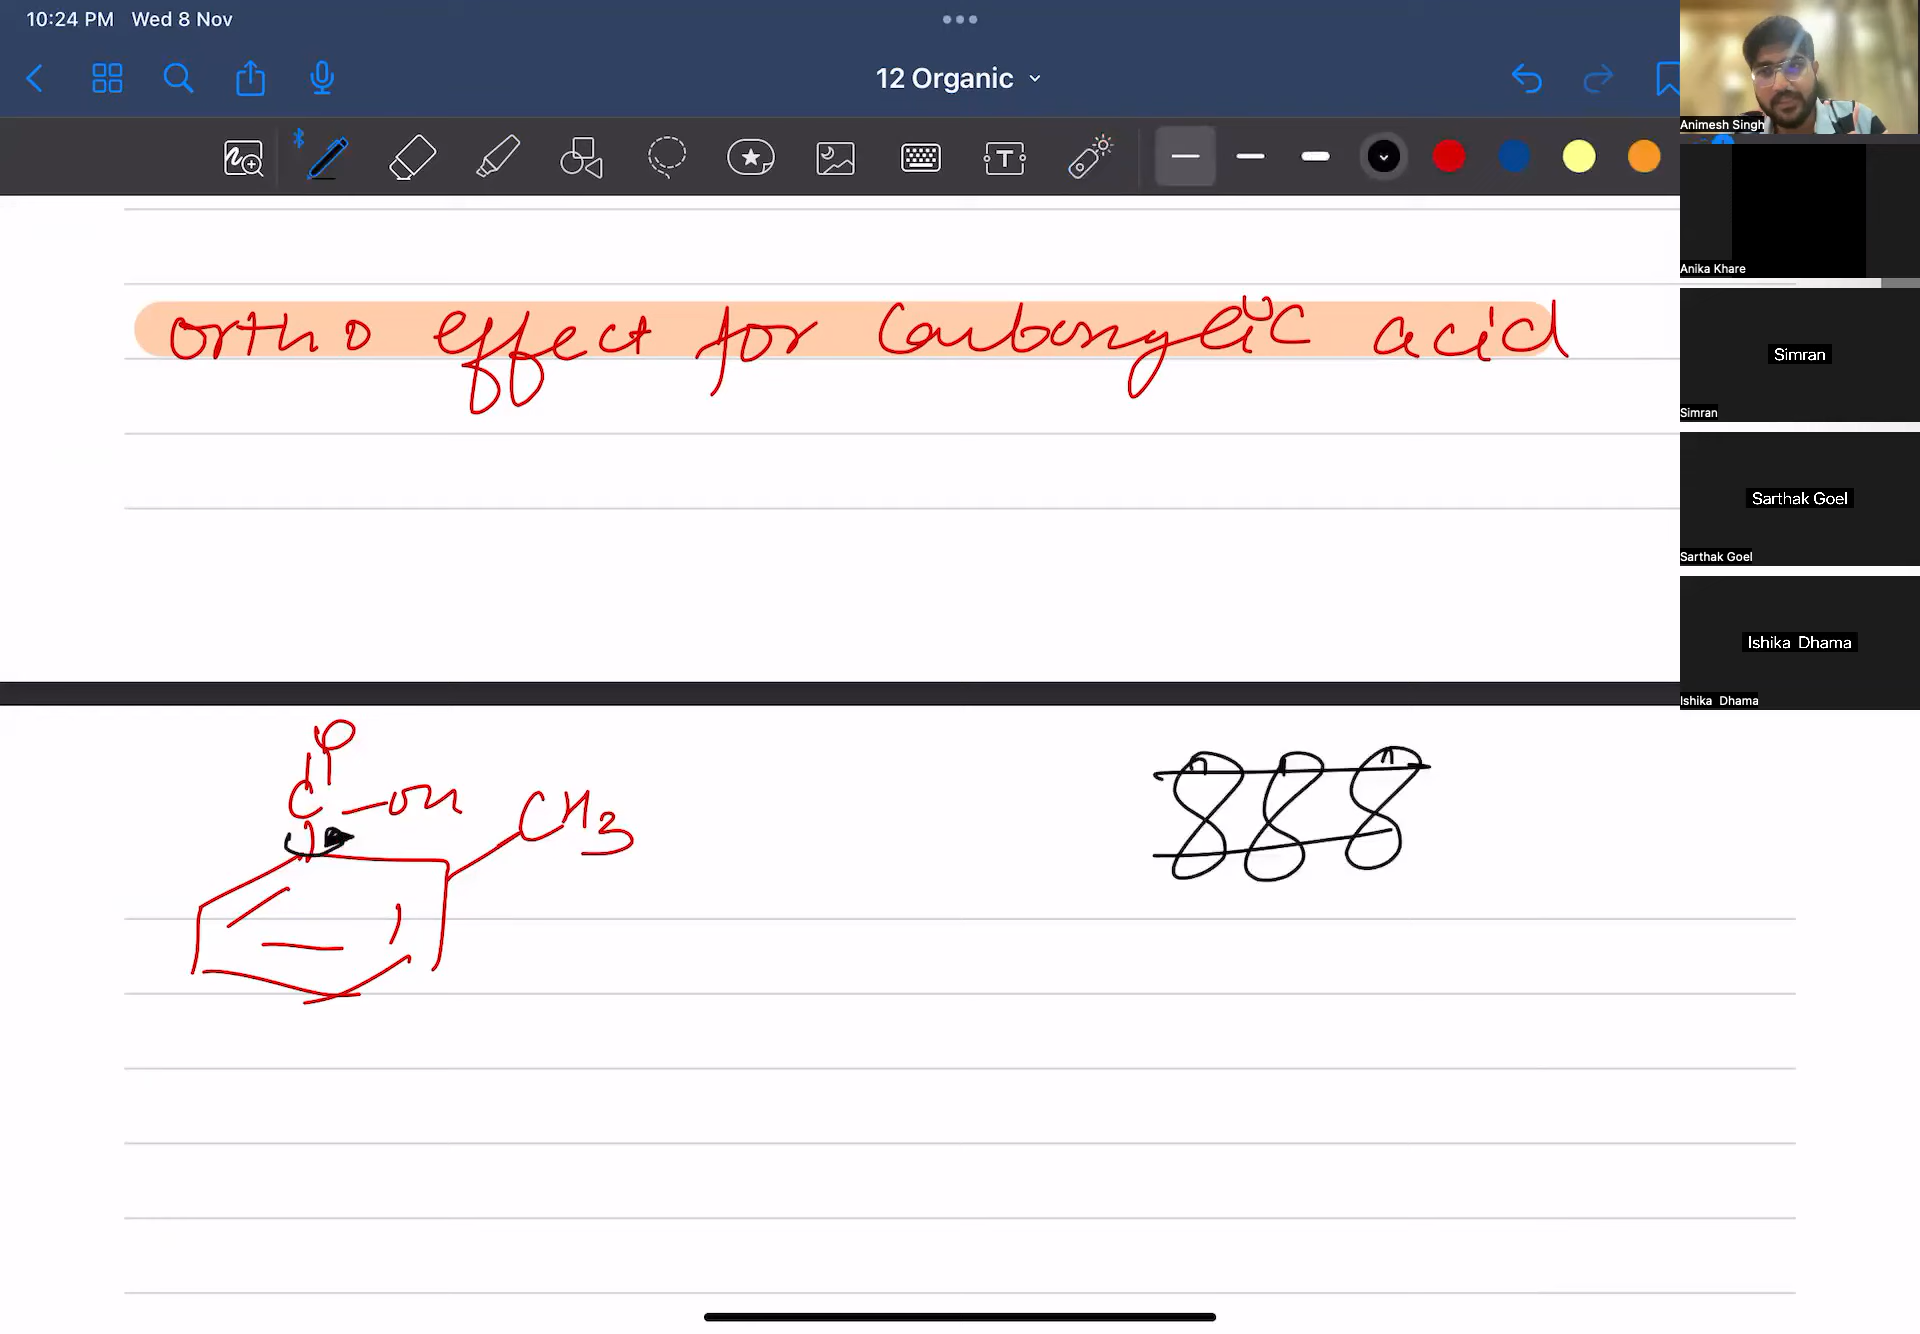 10:24 PM Wed 8 Nov
12 Organic
T
Animesh Singh
Anika Khare
Simran
Simran
Sarthak Goel
Sarthak Goel
Ishika Dhama
Ishika Dhama
Ortho effect for Carboxylic acid
O
C-OH
CH3